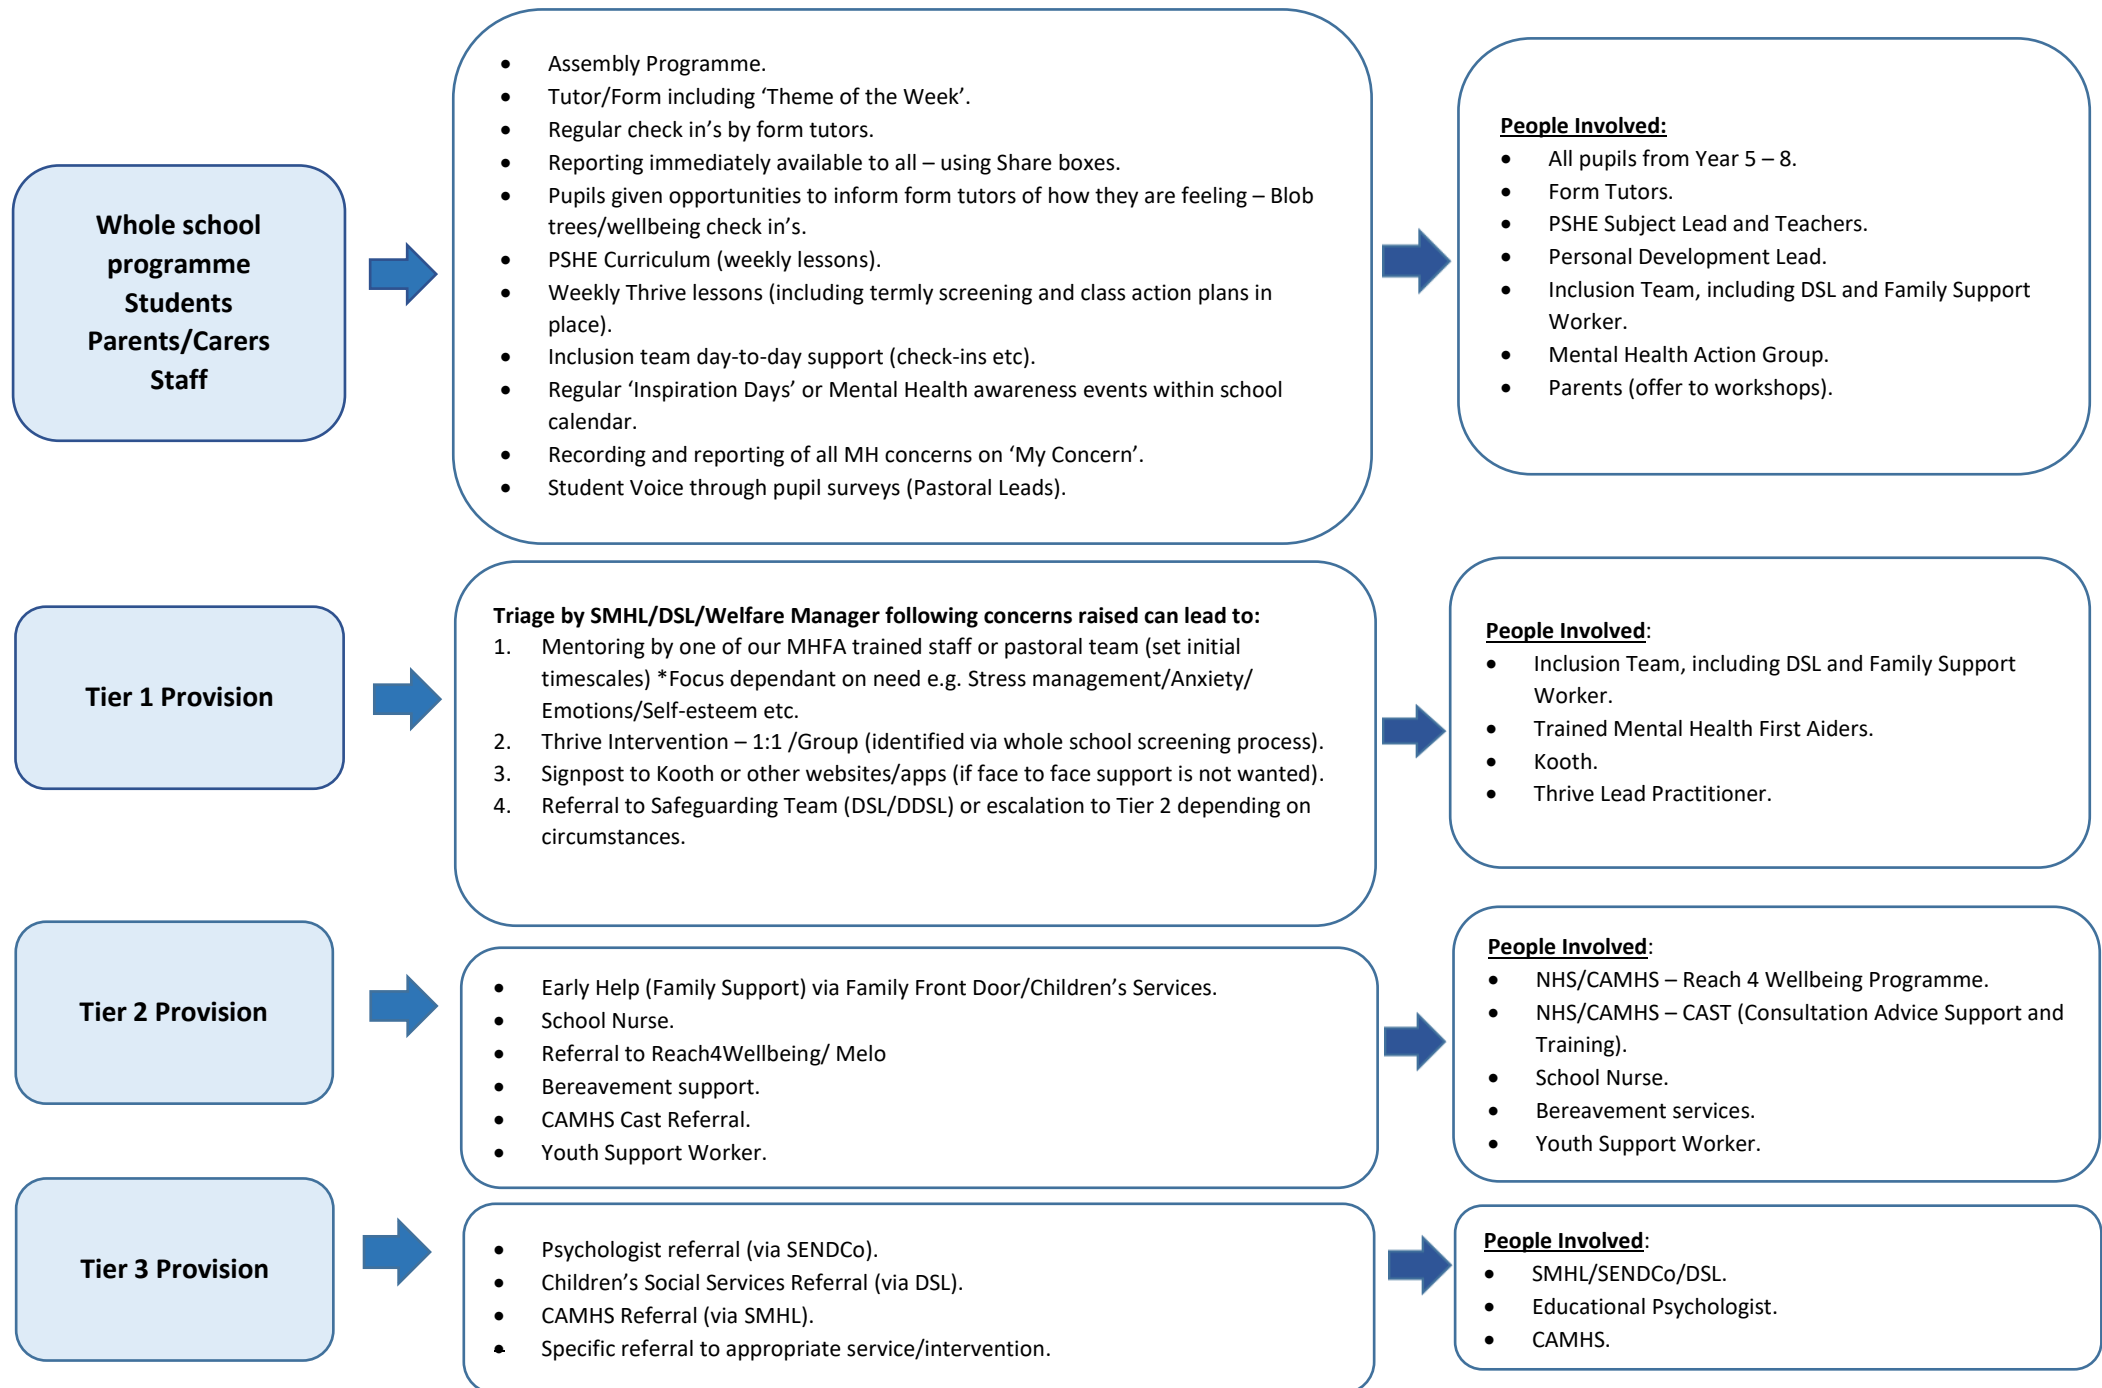 Whole school
programme
Students
Parents/Carers
Staff
• Assembly Programme.
• Tutor/Form including ‘Theme of the Week’.
• Regular check in’s by form tutors.
• Reporting immediately available to all – using Share boxes.
• Pupils given opportunities to inform form tutors of how they are feeling – Blob
trees/wellbeing check in’s.
• PSHE Curriculum (weekly lessons).
• Weekly Thrive lessons (including termly screening and class action plans in
place).
• Inclusion team day-to-day support (check-ins etc).
• Regular ‘Inspiration Days’ or Mental Health awareness events within school
calendar.
• Recording and reporting of all MH concerns on ‘My Concern’.
• Student Voice through pupil surveys (Pastoral Leads).
People Involved:
• All pupils from Year 5 – 8.
• Form Tutors.
• PSHE Subject Lead and Teachers.
• Personal Development Lead.
• Inclusion Team, including DSL and Family Support
Worker.
• Mental Health Action Group.
• Parents (offer to workshops).
Tier 1 Provision
Triage by SMHL/DSL/Welfare Manager following concerns raised can lead to:
1. Mentoring by one of our MHFA trained staff or pastoral team (set initial
timescales) *Focus dependant on need e.g. Stress management/Anxiety/
Emotions/Self-esteem etc.
2. Thrive Intervention – 1:1 /Group (identified via whole school screening process).
3. Signpost to Kooth or other websites/apps (if face to face support is not wanted).
4. Referral to Safeguarding Team (DSL/DDSL) or escalation to Tier 2 depending on
circumstances.
People Involved:
• Inclusion Team, including DSL and Family Support
Worker.
• Trained Mental Health First Aiders.
• Kooth.
• Thrive Lead Practitioner.
Tier 2 Provision
• Early Help (Family Support) via Family Front Door/Children’s Services.
• School Nurse.
• Referral to Reach4Wellbeing/ Melo
• Bereavement support.
• CAMHS Cast Referral.
• Youth Support Worker.
People Involved:
• NHS/CAMHS – Reach 4 Wellbeing Programme.
• NHS/CAMHS – CAST (Consultation Advice Support and
Training).
• School Nurse.
• Bereavement services.
• Youth Support Worker.
Tier 3 Provision
• Psychologist referral (via SENDCo).
• Children’s Social Services Referral (via DSL).
• CAMHS Referral (via SMHL).
• Specific referral to appropriate service/intervention.
People Involved:
• SMHL/SENDCo/DSL.
• Educational Psychologist.
• CAMHS.